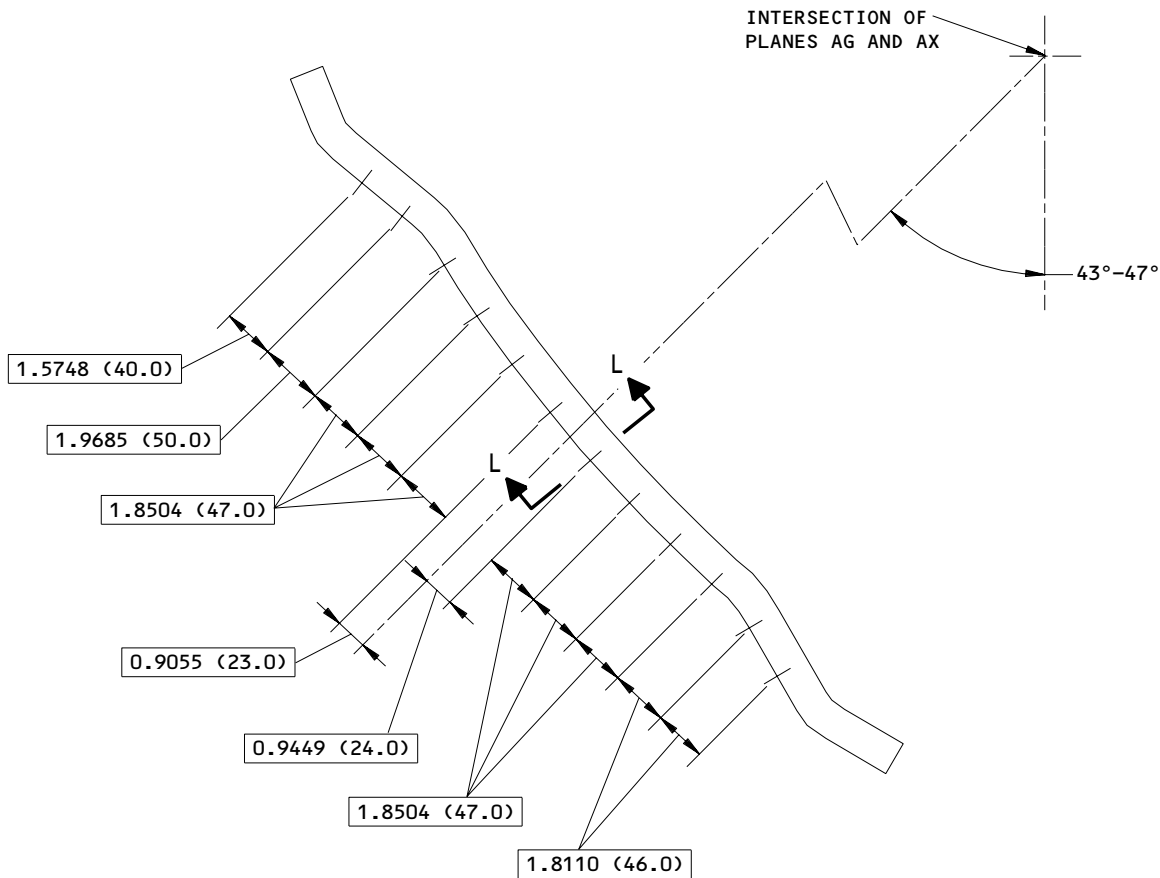 INTERSECTION OF
PLANES AG AND AX
43°–47°
L
1.5748 (40.0)
1.9685 (50.0)
L
1.8504 (47.0)
0.9055 (23.0)
0.9449 (24.0)
1.8504 (47.0)
1.8110 (46.0)